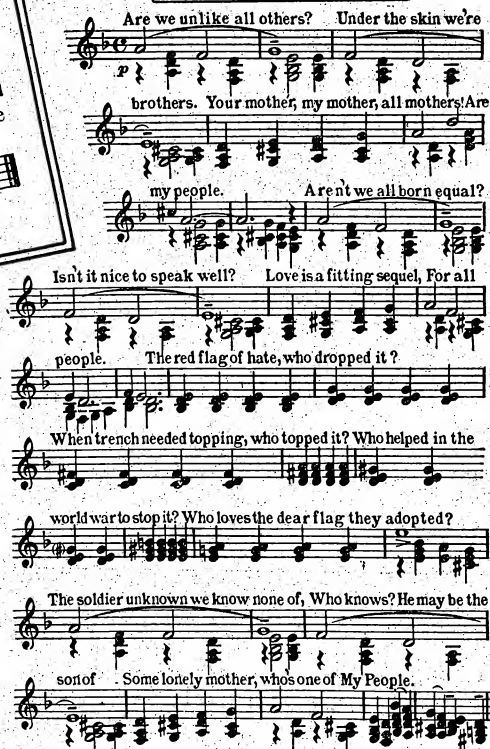 Are we unlike all others? Under the skin we're
brothers. Your mother, my mother, all mothers! Are
my people. Aren't we all born equal?
Isn't it nice to speak well? Love is a fitting sequel, For all
people. The red flag of hate, who dropped it?
When trench needed topping, who topped it? Who helped in the
world war to stop it? Who loves the dear flag they adopted?
The soldier unknown we know none of, Who knows? He may be the
son of Some lonely mother, who's one of My People.